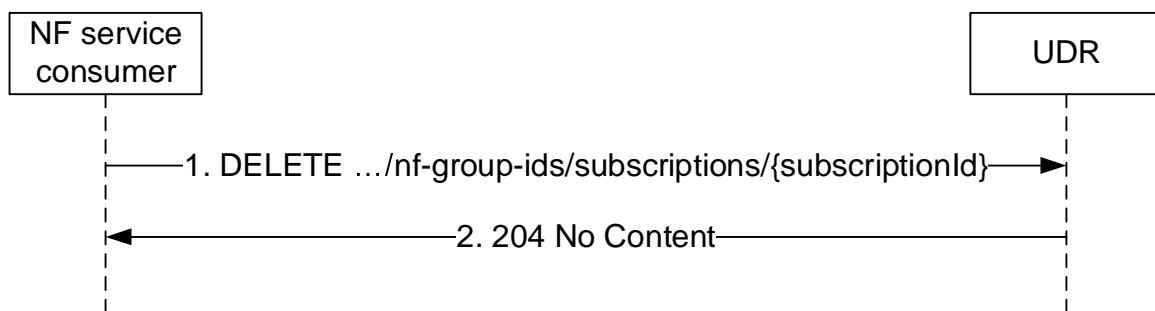 NF service
consumer
UDR
1. DELETE …/nf-group-ids/subscriptions/{subscriptionId}
2. 204 No Content